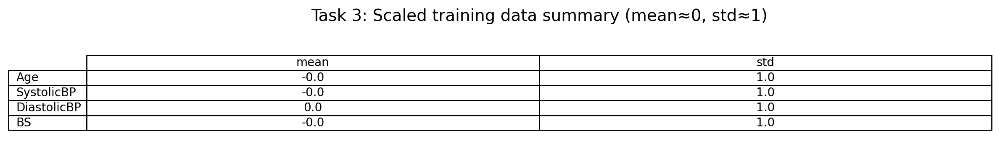 Task 3: Scaled training data summary (mean≈0, std≈1)
mean std
Age -0.0 1.0
SystolicBP -0.0 1.0
DiastolicBP 0.0 1.0
BS -0.0 1.0